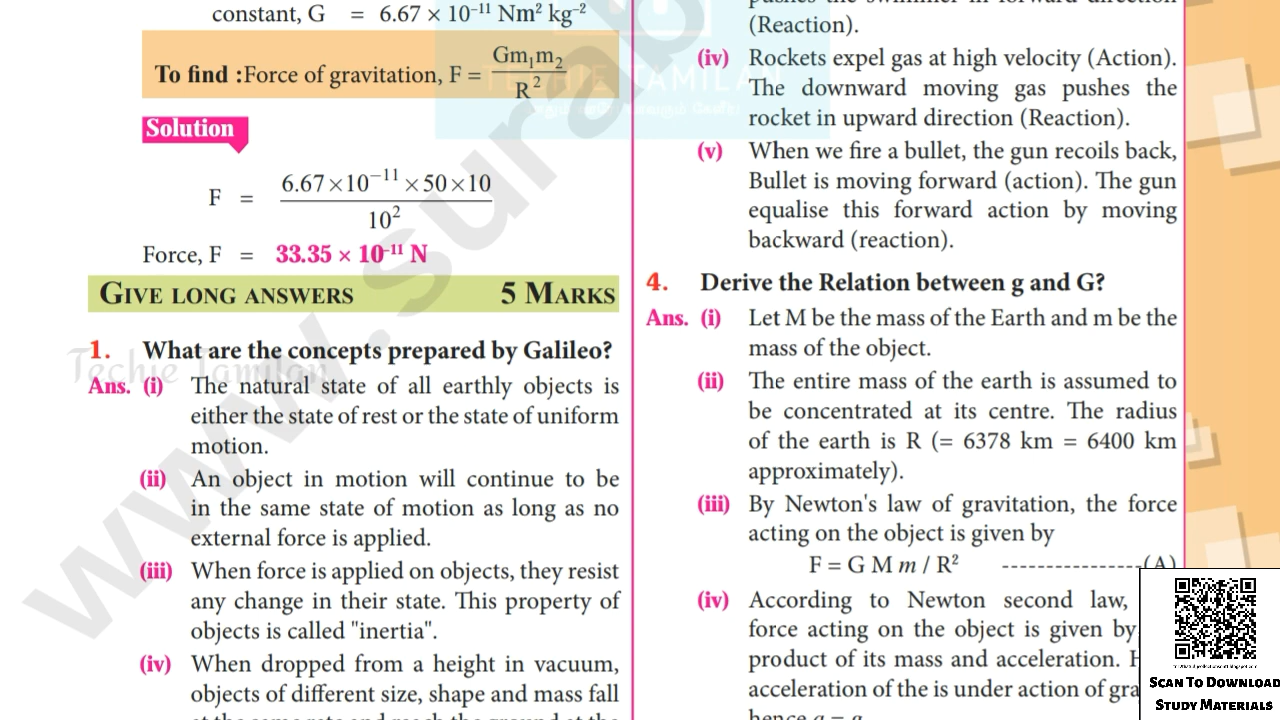 constant, G = 6.67 × 10⁻¹¹ Nm² kg⁻²
To find : Force of gravitation, F = Gm₁m₂ / R²
Solution
F = 6.67 × 10⁻¹¹ × 50 × 10 / 10²
Force, F = 33.35 × 10⁻¹¹ N
GIVE LONG ANSWERS 5 MARKS
1. What are the concepts prepared by Galileo?
Ans. (i) The natural state of all earthly objects is
either the state of rest or the state of uniform
motion.
(ii) An object in motion will continue to be
in the same state of motion as long as no
external force is applied.
(iii) When force is applied on objects, they resist
any change in their state. This property of
objects is called "inertia".
(iv) When dropped from a height in vacuum,
objects of different size, shape and mass fall
(Reaction).
(iv) Rockets expel gas at high velocity (Action).
The downward moving gas pushes the
rocket in upward direction (Reaction).
(v) When we fire a bullet, the gun recoils back,
Bullet is moving forward (action). The gun
equalise this forward action by moving
backward (reaction).
4. Derive the Relation between g and G?
Ans. (i) Let M be the mass of the Earth and m be the
mass of the object.
(ii) The entire mass of the earth is assumed to
be concentrated at its centre. The radius
of the earth is R (= 6378 km = 6400 km
approximately).
(iii) By Newton's law of gravitation, the force
acting on the object is given by
F = G M m / R² ----------------(A)
(iv) According to Newton second law,
force acting on the object is given by
product of its mass and acceleration.
acceleration of the is under action of gra
www.surab
Techie Tamilan
TECHIE TAMILAN
SCAN TO DOWNLOAD
STUDY MATERIALS